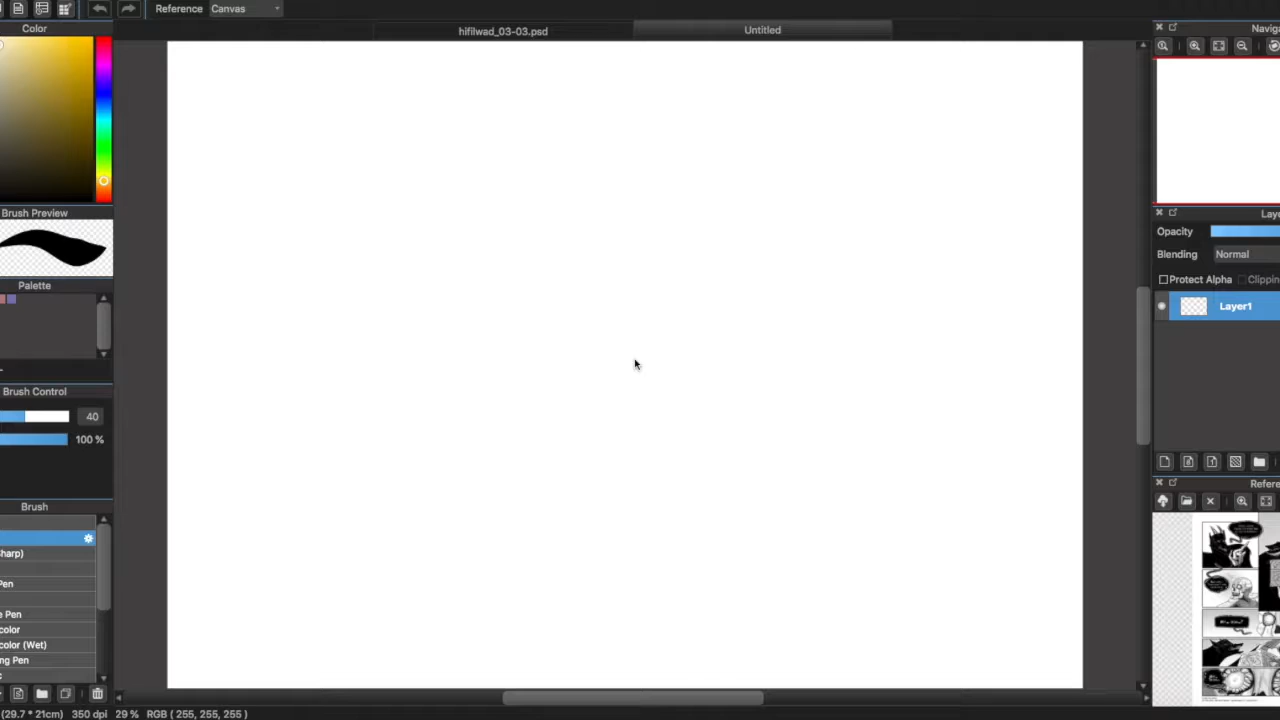 Reference Canvas
Color
hifilwad_03-03.psd
Untitled
Naviga
Brush Preview
Palette
Brush Control
40
100 %
Brush
harp)
Pen
e Pen
color
color (Wet)
ng Pen
(29.7 * 21cm) 350 dpi 29 % RGB ( 255, 255, 255 )
Laye
Opacity
Blending Normal
Protect Alpha Clippin
Layer1
Refere